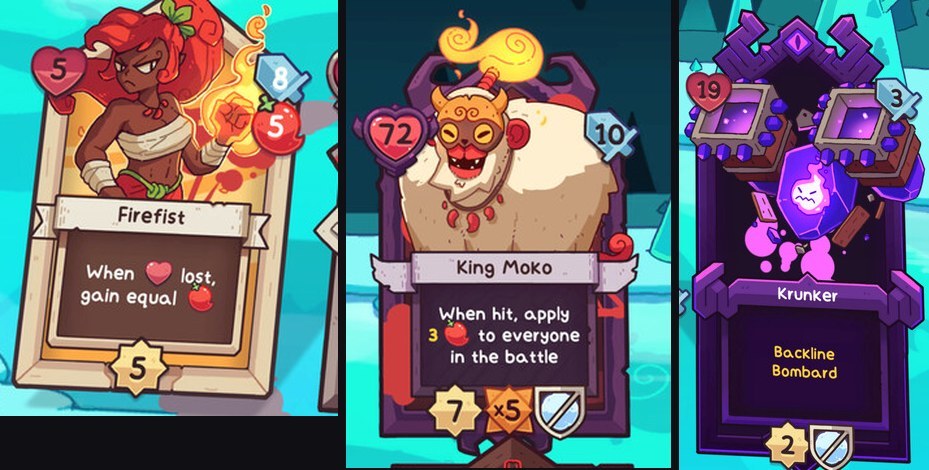 5
8
5
Firefist
When lost,
gain equal
5
72
10
King Moko
When hit, apply
3 to everyone
in the battle
7 x5
19
3
Krunker
Backline
Bombard
2